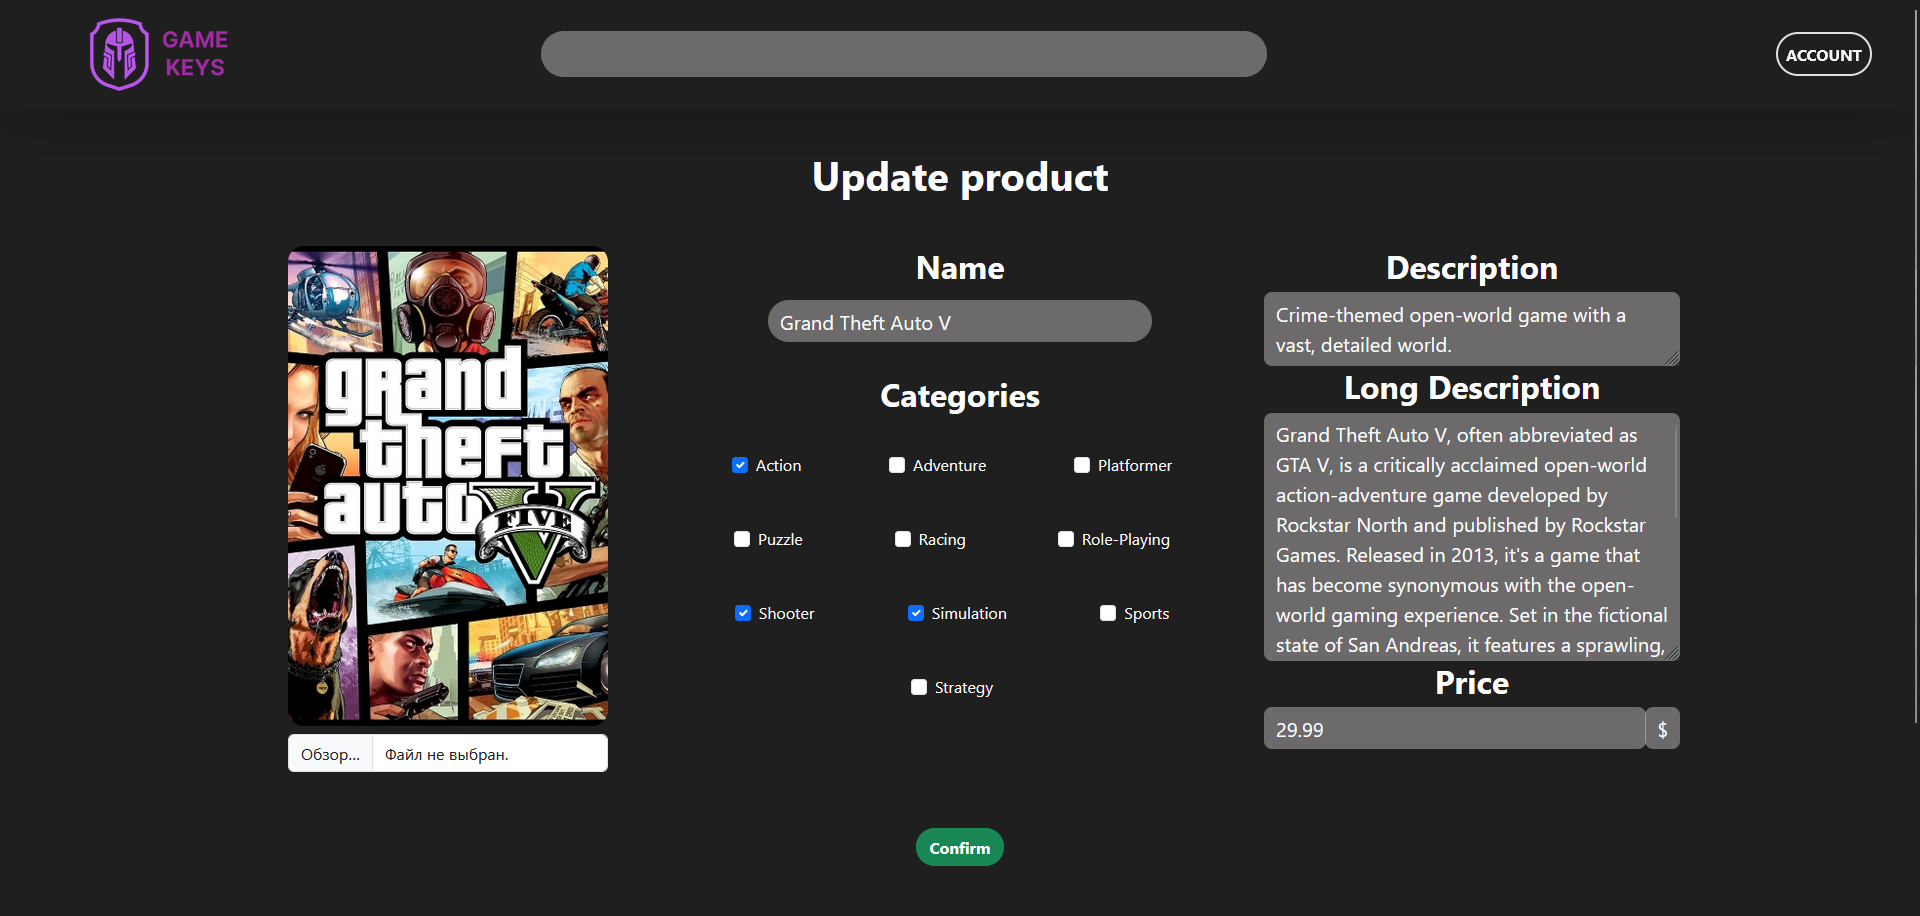 GAME
KEYS
ACCOUNT
Update product
grand
theft
auto V
FIVE
Обзор...
Файл не выбран.
Name
Grand Theft Auto V
Categories
Action
Adventure
Platformer
Puzzle
Racing
Role-Playing
Shooter
Simulation
Sports
Strategy
Description
Crime-themed open-world game with a
vast, detailed world.
Long Description
Grand Theft Auto V, often abbreviated as
GTA V, is a critically acclaimed open-world
action-adventure game developed by
Rockstar North and published by Rockstar
Games. Released in 2013, it's a game that
has become synonymous with the open-
world gaming experience. Set in the fictional
state of San Andreas, it features a sprawling,
Price
29.99
$
Confirm